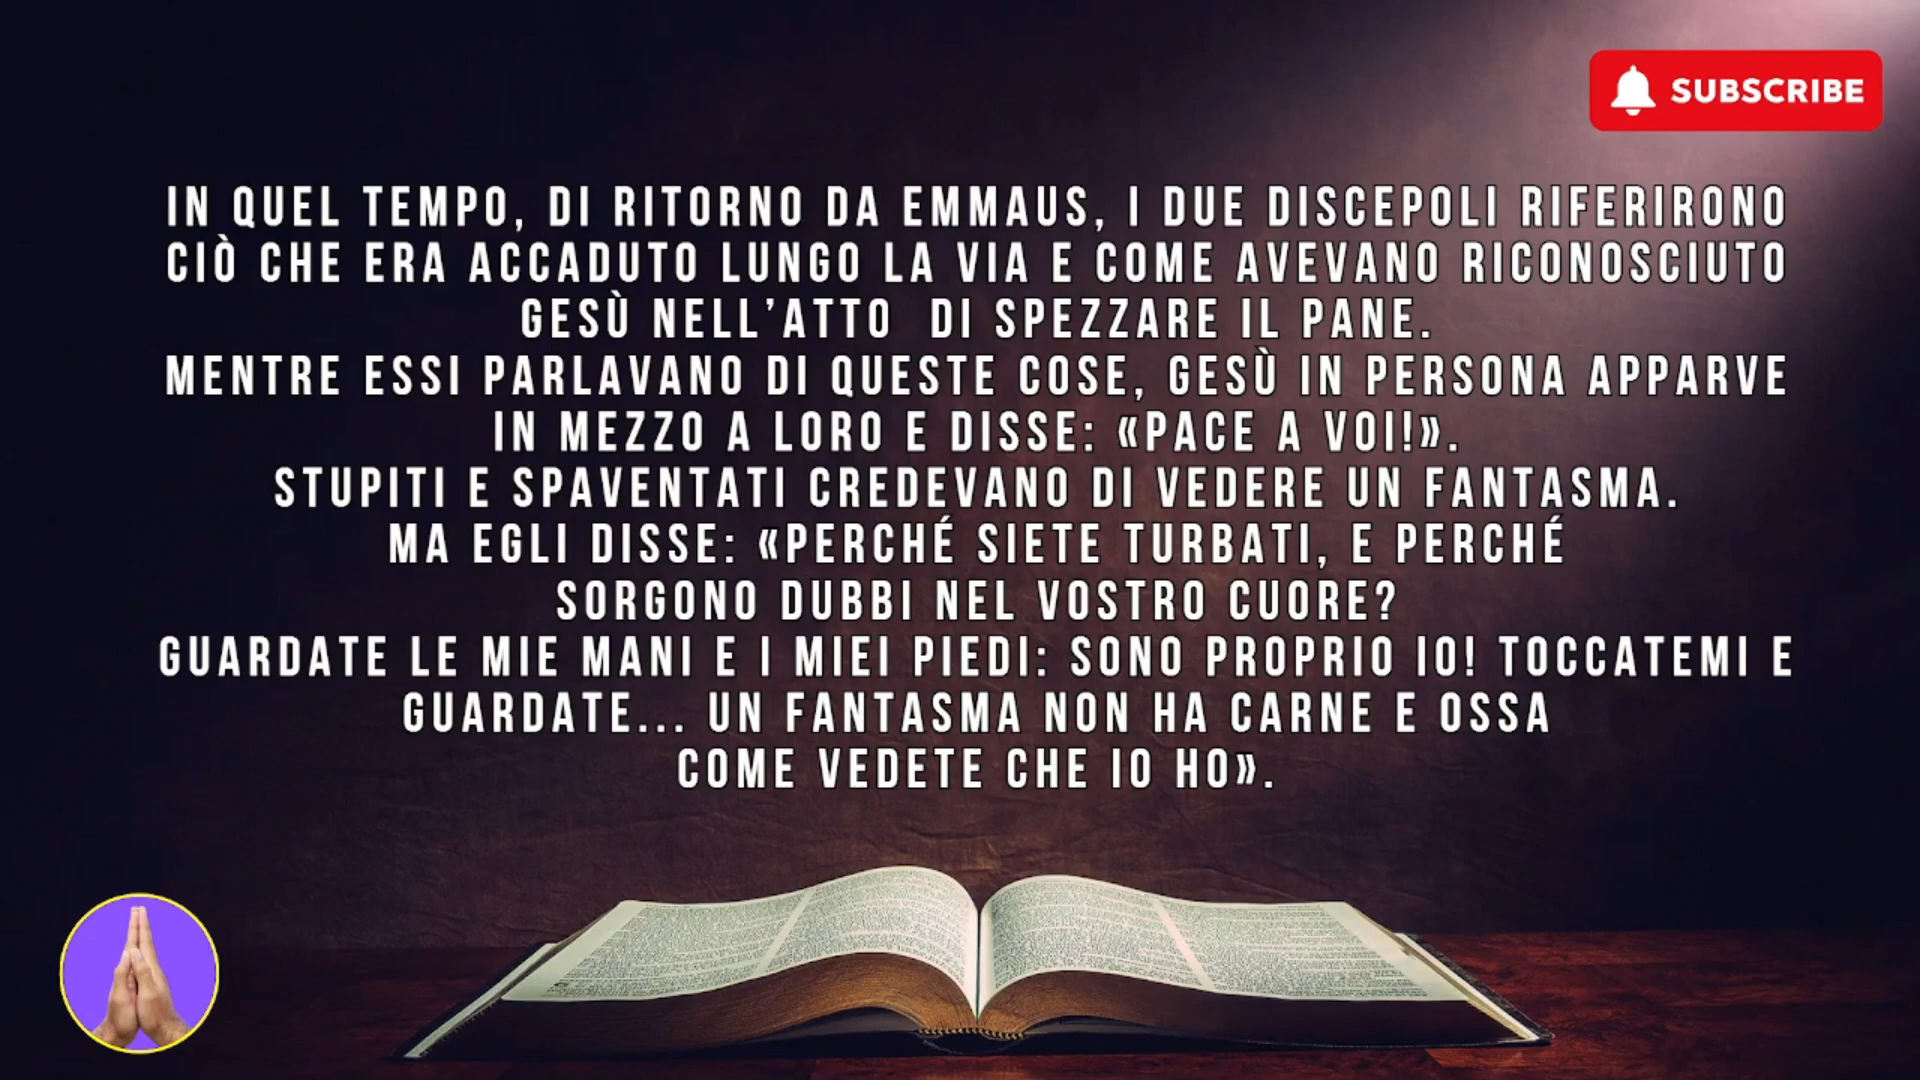 SUBSCRIBE
IN QUEL TEMPO, DI RITORNO DA EMMAUS, I DUE DISCEPOLI RIFERIRONO
CIÒ CHE ERA ACCADUTO LUNGO LA VIA E COME AVEVANO RICONOSCIUTO
GESÙ NELL’ATTO  DI SPEZZARE IL PANE.
MENTRE ESSI PARLAVANO DI QUESTE COSE, GESÙ IN PERSONA APPARVE
IN MEZZO A LORO E DISSE: «PACE A VOI!».
STUPITI E SPAVENTATI CREDEVANO DI VEDERE UN FANTASMA.
MA EGLI DISSE: «PERCHÉ SIETE TURBATI, E PERCHÉ
SORGONO DUBBI NEL VOSTRO CUORE?
GUARDATE LE MIE MANI E I MIEI PIEDI: SONO PROPRIO IO! TOCCATEMI E
GUARDATE... UN FANTASMA NON HA CARNE E OSSA
COME VEDETE CHE IO HO».